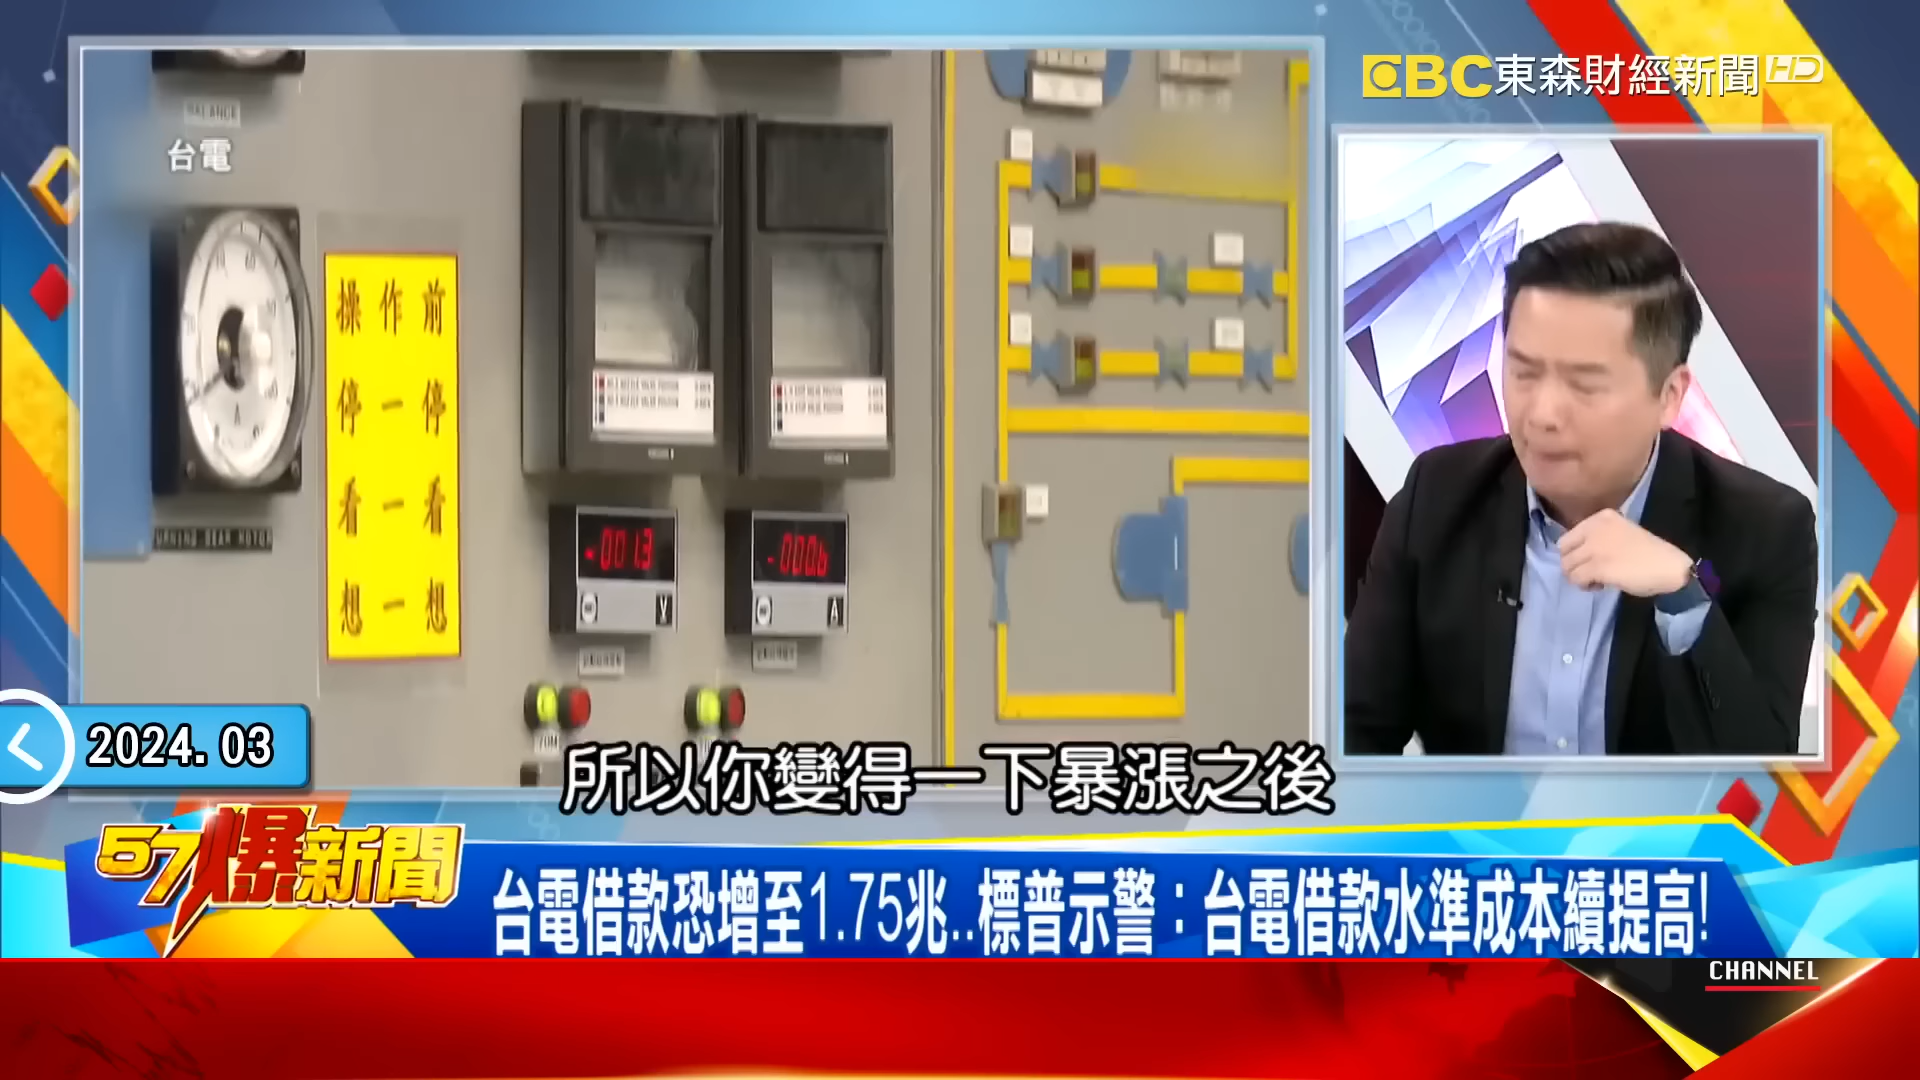 EBC東森財經新聞HD
BALANCE
台電
操作前
停一停
看一看
想一想
-0013
V
A
2024.03
所以你變得一下暴漲之後
57爆新聞
台電借款恐增至1.75兆..標普示警：台電借款水準成本續提高!
CHANNEL